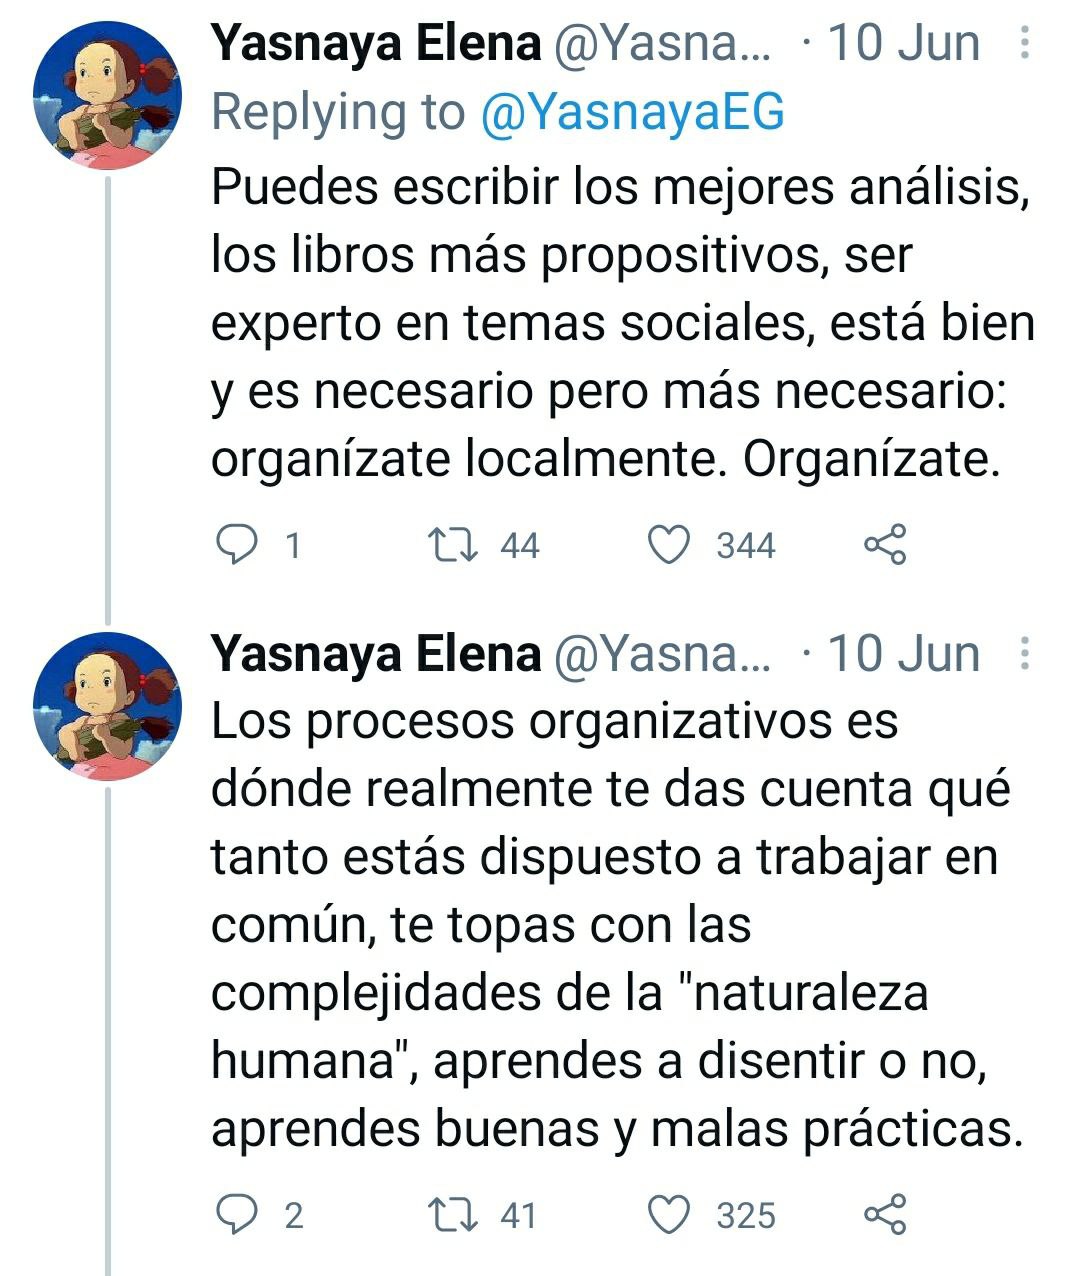 Yasnaya Elena @Yasna... · 10 Jun
Replying to @YasnayaEG
Puedes escribir los mejores análisis,
los libros más propositivos, ser
experto en temas sociales, está bien
y es necesario pero más necesario:
organízate localmente. Organízate.
1 44 344
Yasnaya Elena @Yasna... · 10 Jun
Los procesos organizativos es
dónde realmente te das cuenta qué
tanto estás dispuesto a trabajar en
común, te topas con las
complejidades de la "naturaleza
humana", aprendes a disentir o no,
aprendes buenas y malas prácticas.
2 41 325